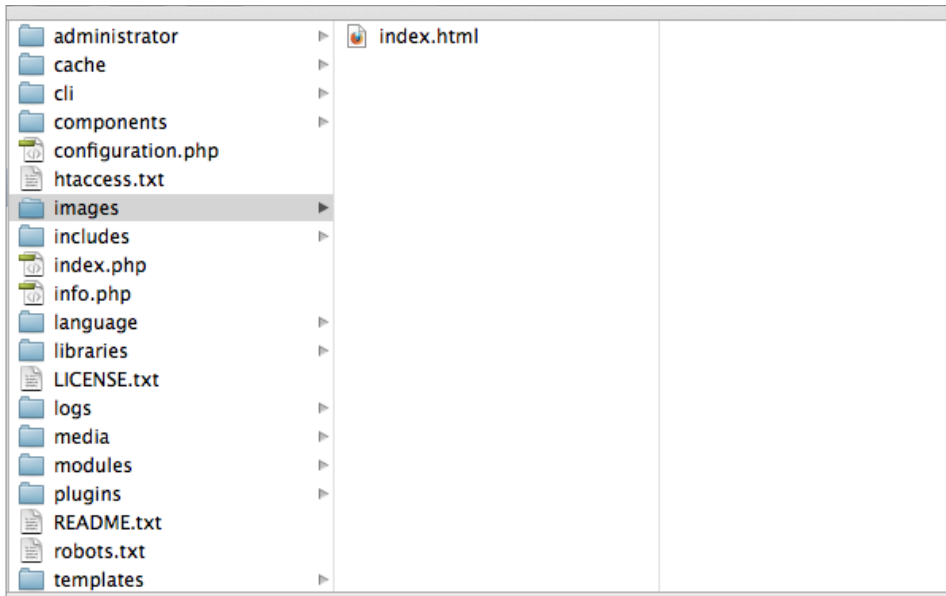 administrator
cache
cli
components
configuration.php
htaccess.txt
images
includes
index.php
info.php
language
libraries
LICENSE.txt
logs
media
modules
plugins
README.txt
robots.txt
templates
index.html